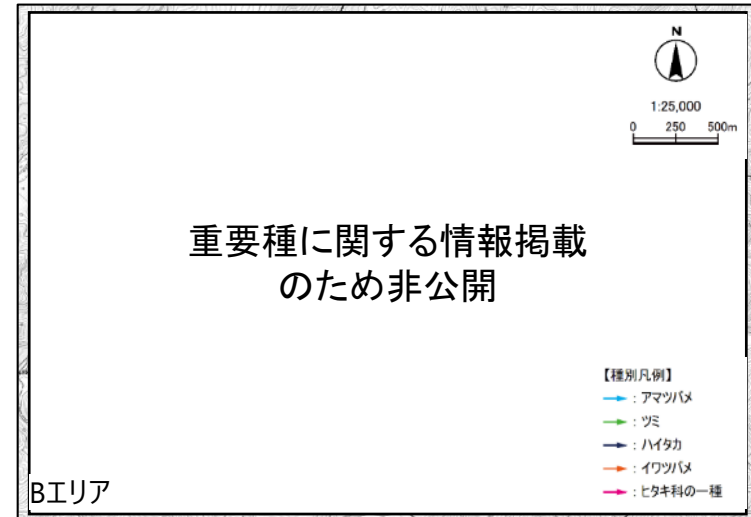 N
1:25,000
0 250 500m
重要種に関する情報掲載
のため非公開
【種別凡例】
：アマツバメ
：ツミ
：ハイタカ
：イワツバメ
：ヒタキ科の一種
Bエリア